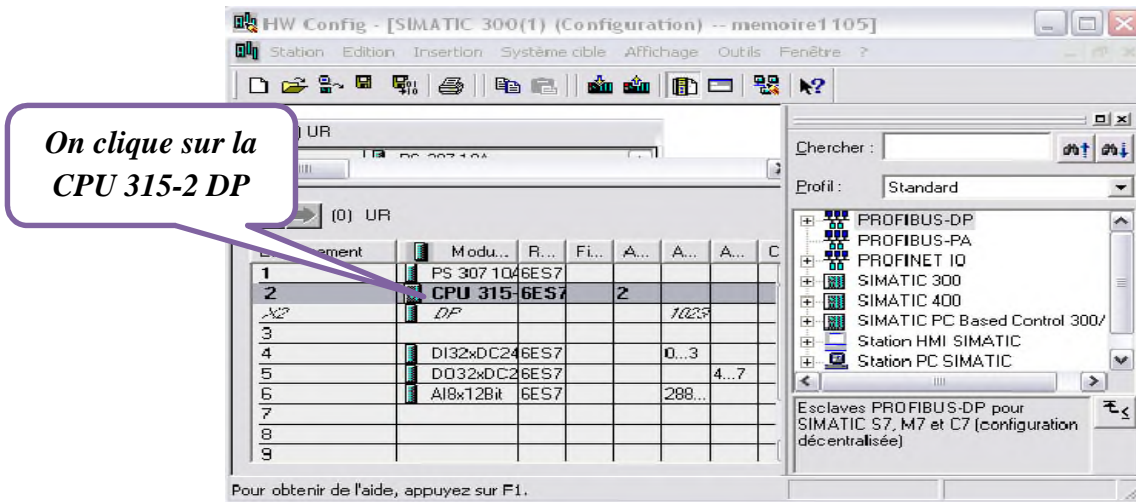 HW Config - [SIMATIC 300(1) (Configuration) -- memoire1105]
Station Edition Insertion Système cible Affichage Outils Fenêtre ?
On clique sur la
CPU 315-2 DP
UR
PS 307 10A
(0) UR
Modu... R... Fi... A... A... A... C
1 PS 307 10A 6ES7
2 CPU 315- 6ES7 2
X2 DP 1023
3
4 DI32xDC24 6ES7 0...3
5 DO32xDC2 6ES7 4...7
6 AI8x12Bit 6ES7 288...
7
8
9
Chercher :
Profil : Standard
PROFIBUS-DP
PROFIBUS-PA
PROFINET IO
SIMATIC 300
SIMATIC 400
SIMATIC PC Based Control 300/
Station HMI SIMATIC
Station PC SIMATIC
Esclaves PROFIBUS-DP pour
SIMATIC S7, M7 et C7 (configuration
décentralisée)
Pour obtenir de l'aide, appuyez sur F1.